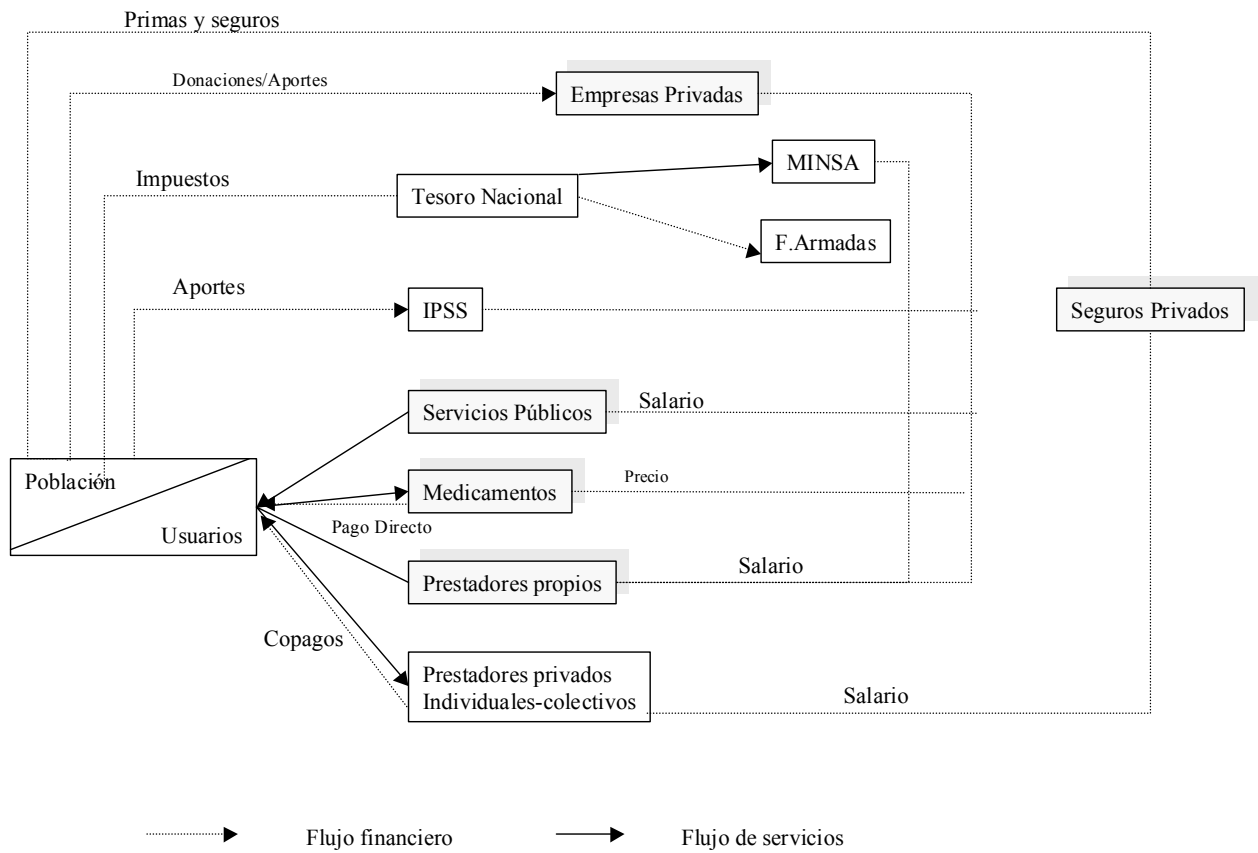 Primas y seguros
Donaciones/Aportes
Empresas Privadas
MINSA
Impuestos
Tesoro Nacional
F.Armadas
Aportes
IPSS
Seguros Privados
Servicios Públicos
Salario
Población
Medicamentos
Precio
Usuarios
Pago Directo
Prestadores propios
Salario
Copagos
Prestadores privados
Individuales-colectivos
Salario
Flujo financiero
Flujo de servicios